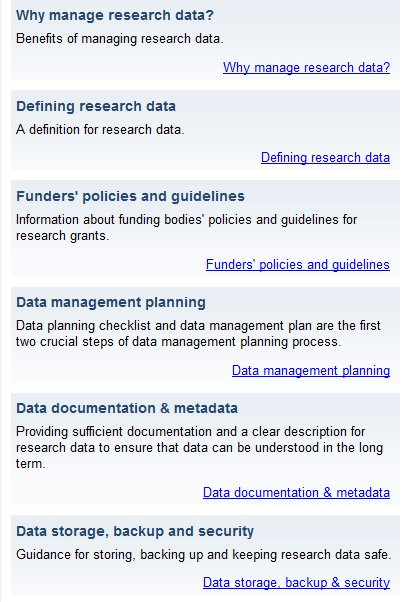 Why manage research data?
Benefits of managing research data.
Why manage research data?
Defining research data
A definition for research data.
Defining research data
Funders' policies and guidelines
Information about funding bodies' policies and guidelines for
research grants.
Funders' policies and guidelines
Data management planning
Data planning checklist and data management plan are the first
two crucial steps of data management planning process.
Data management planning
Data documentation & metadata
Providing sufficient documentation and a clear description for
research data to ensure that data can be understood in the long
term.
Data documentation & metadata
Data storage, backup and security
Guidance for storing, backing up and keeping research data safe.
Data storage, backup & security